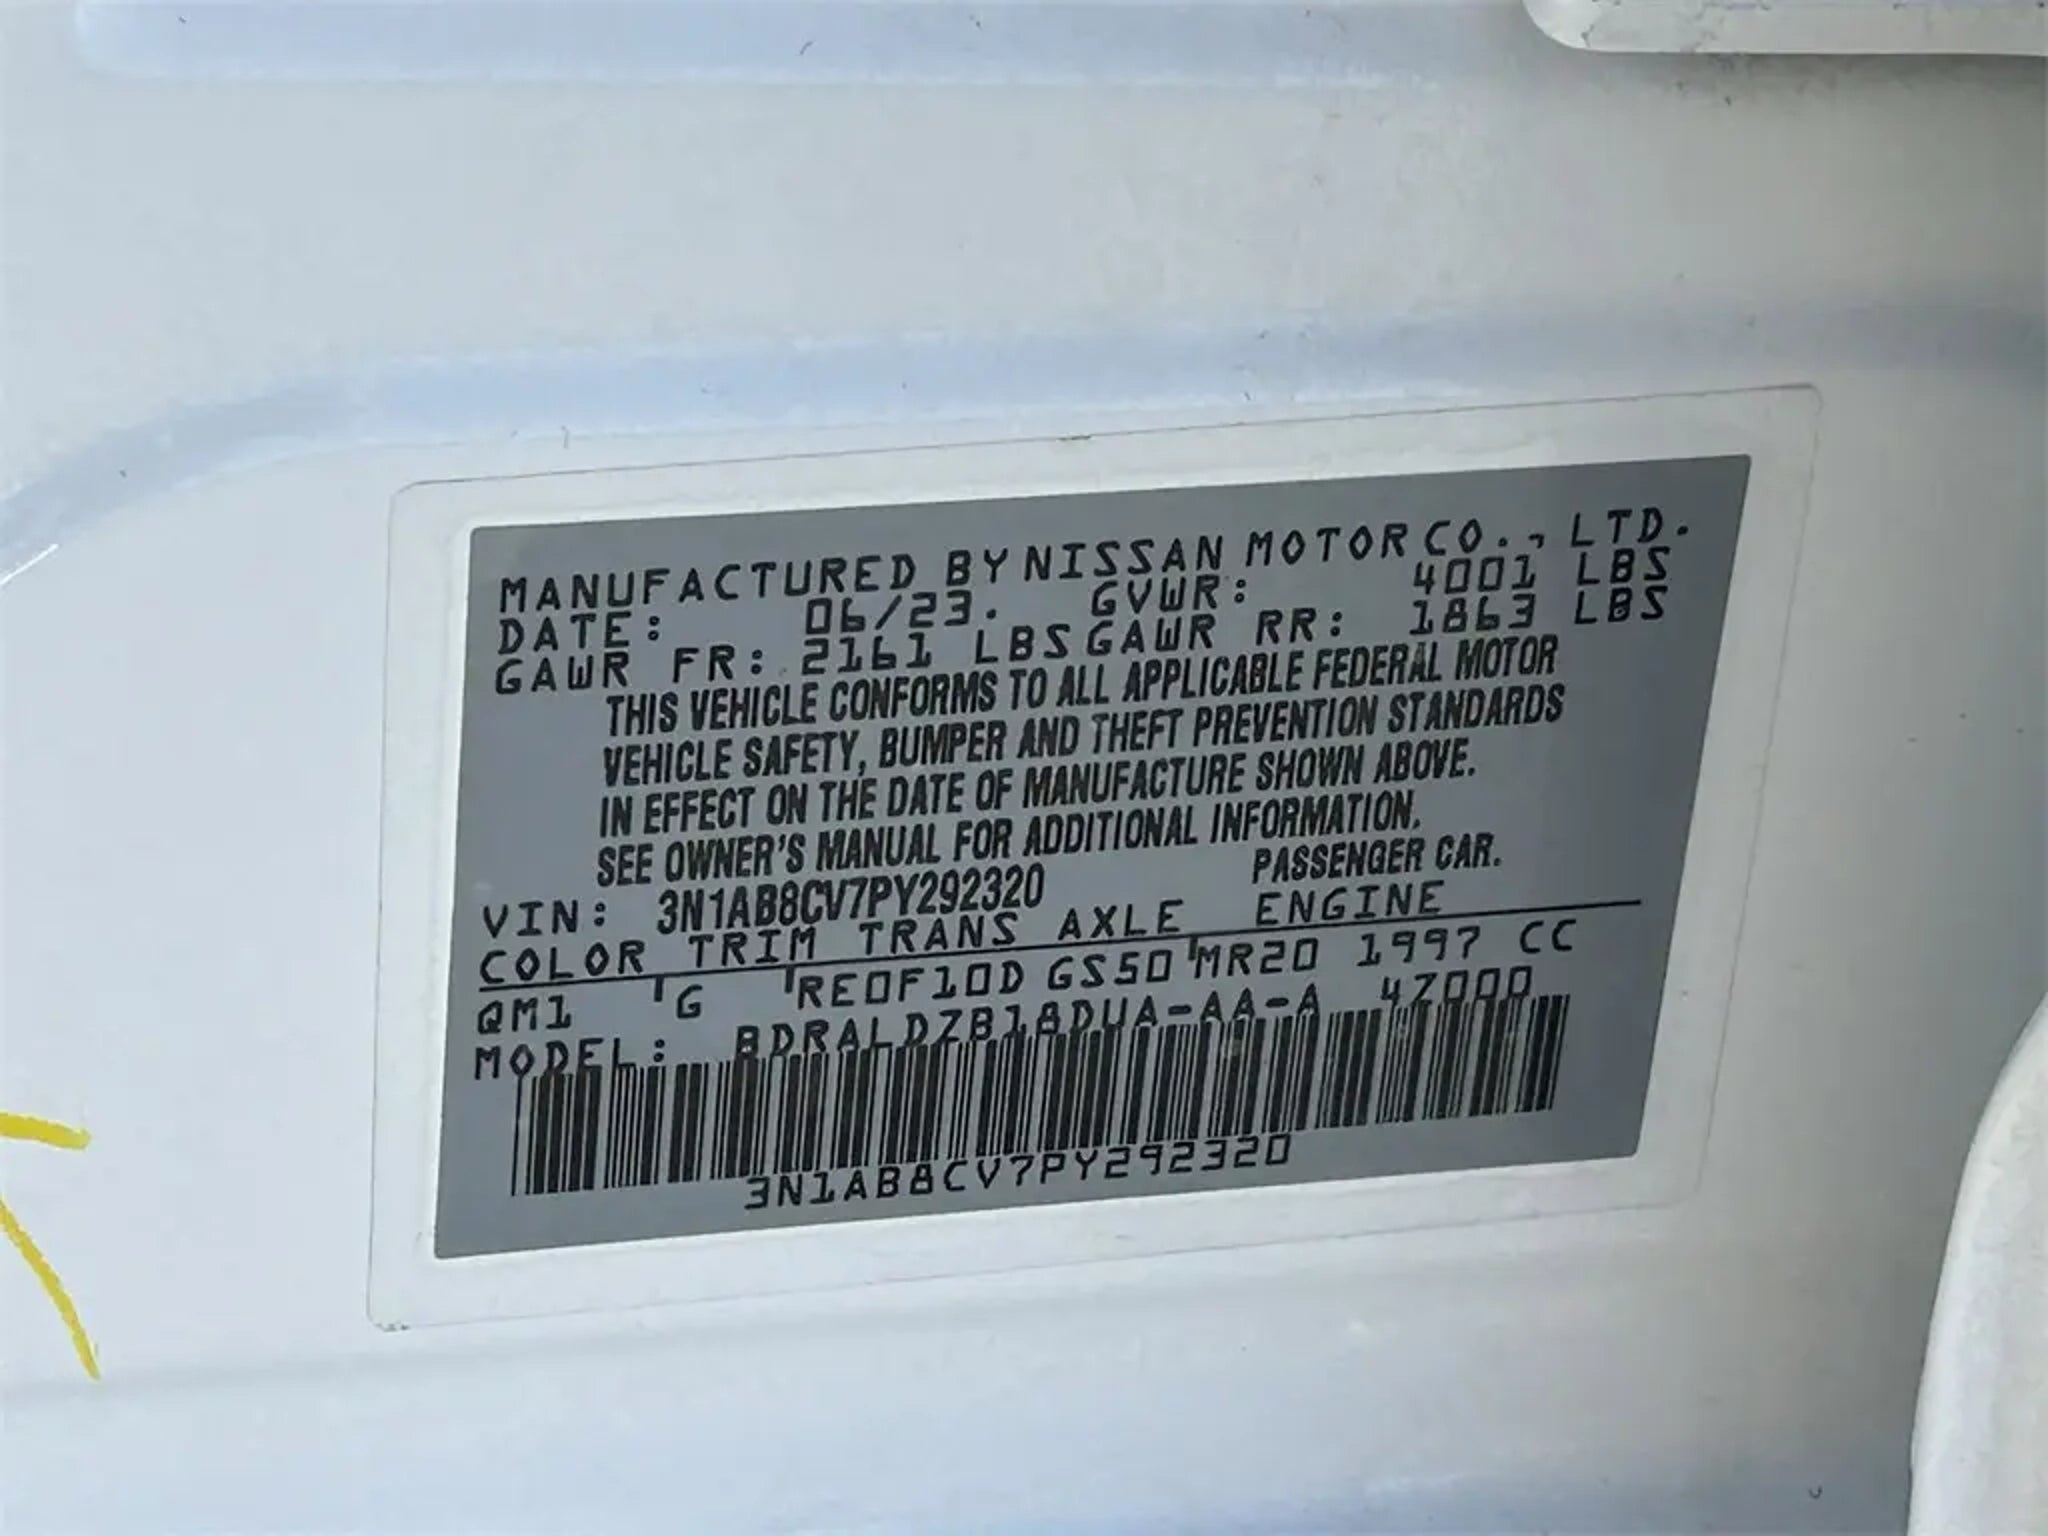 MANUFACTURED BY NISSAN MOTOR CO., LTD.
DATE: 06/23. GVWR: 4001 LBS
GAWR FR: 2161 LBS GAWR RR: 1863 LBS
THIS VEHICLE CONFORMS TO ALL APPLICABLE FEDERAL MOTOR
VEHICLE SAFETY, BUMPER AND THEFT PREVENTION STANDARDS
IN EFFECT ON THE DATE OF MANUFACTURE SHOWN ABOVE.
SEE OWNER'S MANUAL FOR ADDITIONAL INFORMATION.
VIN: 3N1AB8CV7PY292320 PASSENGER CAR.
COLOR TRIM TRANS AXLE ENGINE
QM1 G RE0F10D GS50 MR20 1997 CC
MODEL: BDRALDZB18DUA-AA-A 47000
3N1AB8CV7PY292320